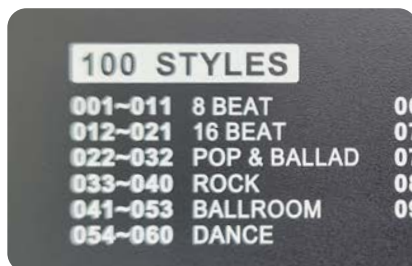 100 STYLES
001~011 8 BEAT
012~021 16 BEAT
022~032 POP & BALLAD
033~040 ROCK
041~053 BALLROOM
054~060 DANCE